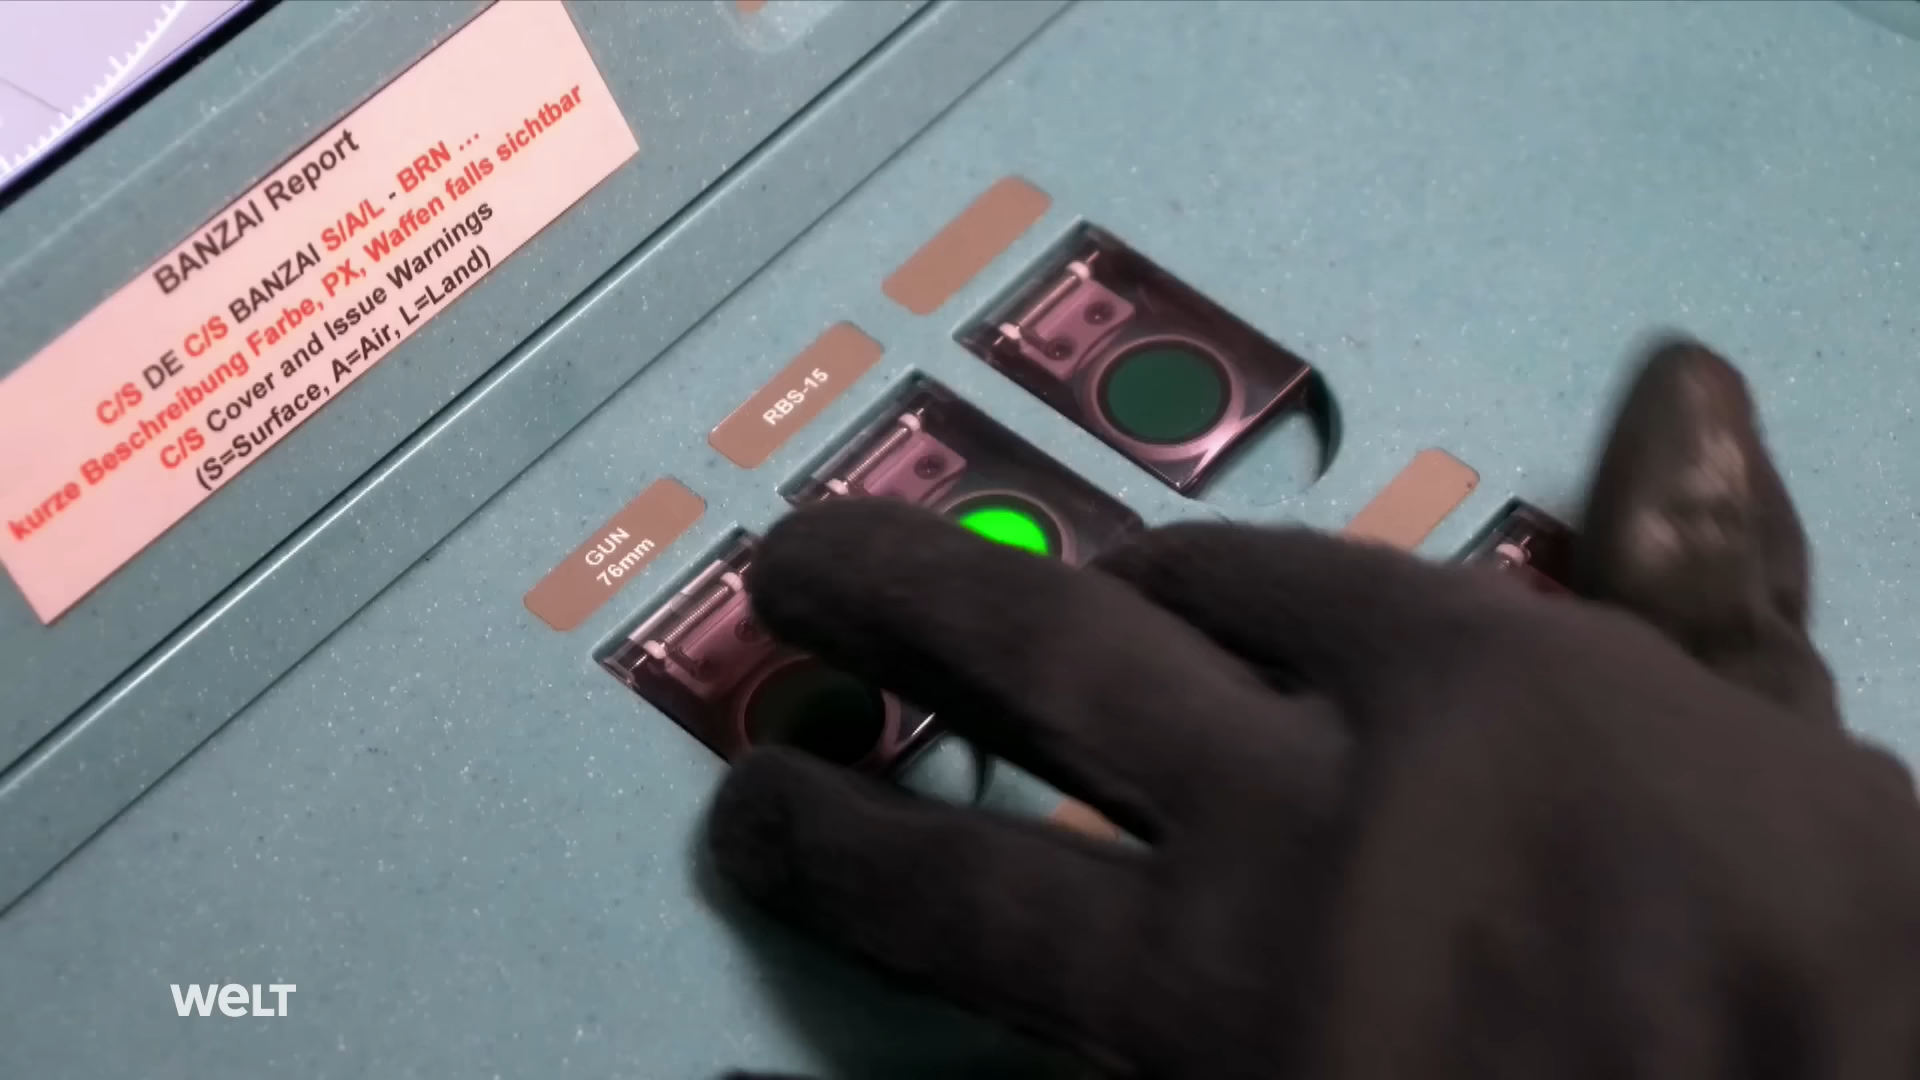 BANZAI Report
C/S DE C/S BANZAI S/A/L - BRN ...
kurze Beschreibung Farbe, PX, Waffen falls sichtbar
C/S Cover and Issue Warnings
(S=Surface, A=Air, L=Land)
RBS-15
GUN
76mm
WELT